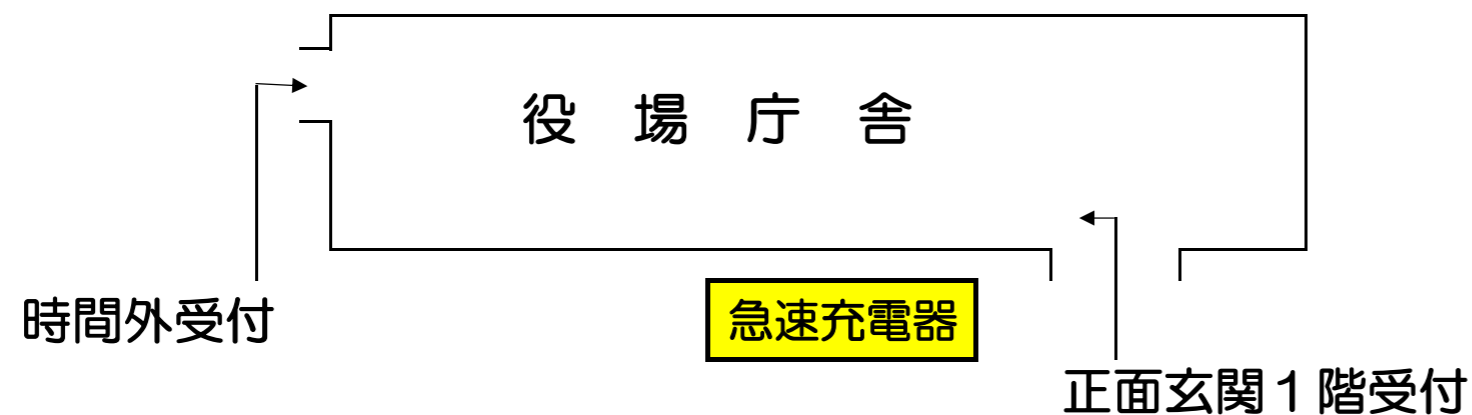 役場庁舎
時間外受付
急速充電器
正面玄関１階受付